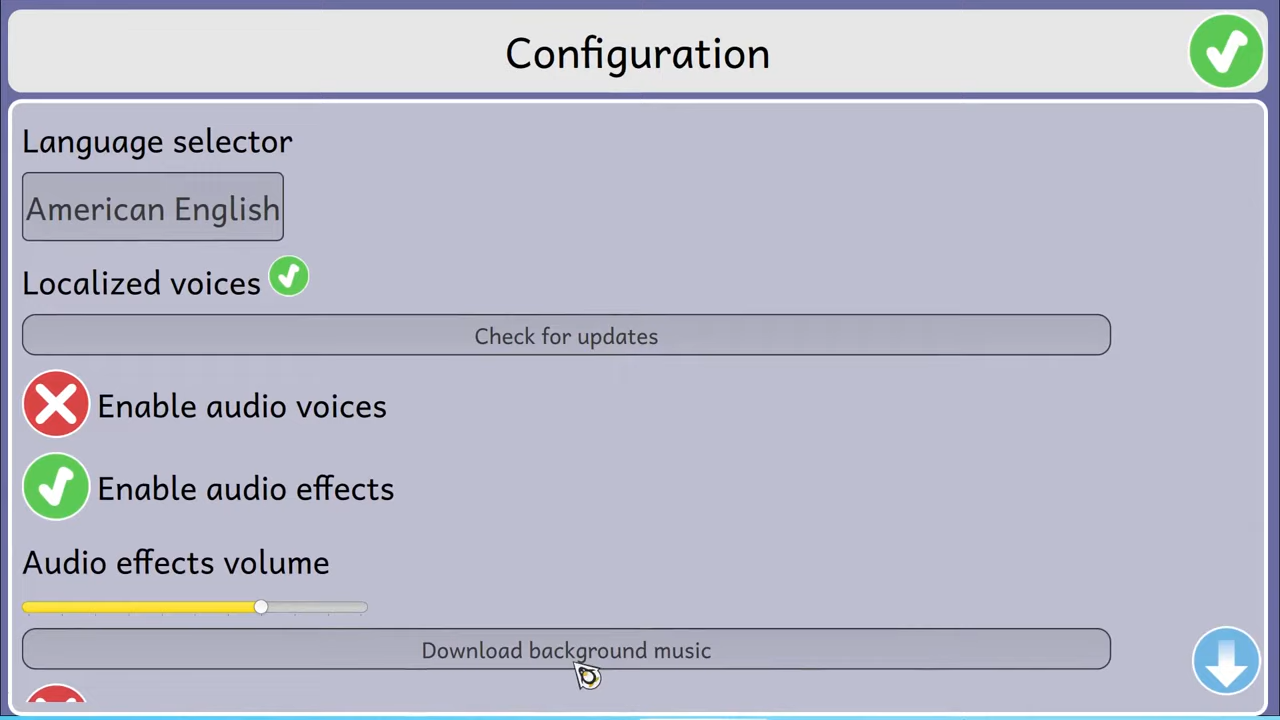 Configuration
Language selector
American English
Localized voices
Check for updates
Enable audio voices
Enable audio effects
Audio effects volume
Download background music